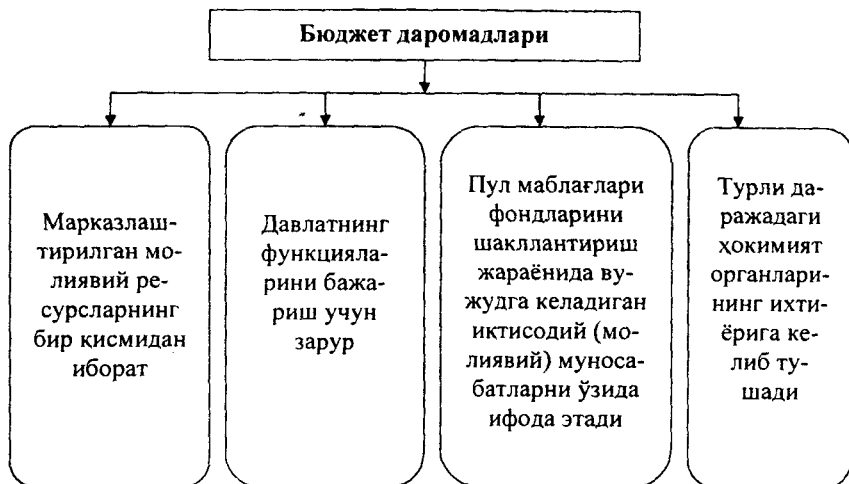 Бюджет даромадлари
Марказлаш-
тирилган мо-
лиявий ре-
сурсларнинг
бир қисмидан
иборат
Давлатнинг
функцияла-
рини бажа-
риш учун
зарур
Пул маблағлари
фондларини
шакллантириш
жараёнида ву-
жудга келадиган
иқтисодий (мо-
лиявий) муноса-
батларни ўзида
ифода этади
Турли да-
ражадаги
ҳокимият
органлари-
нинг ихти-
ёрига ке-
либ ту-
шади